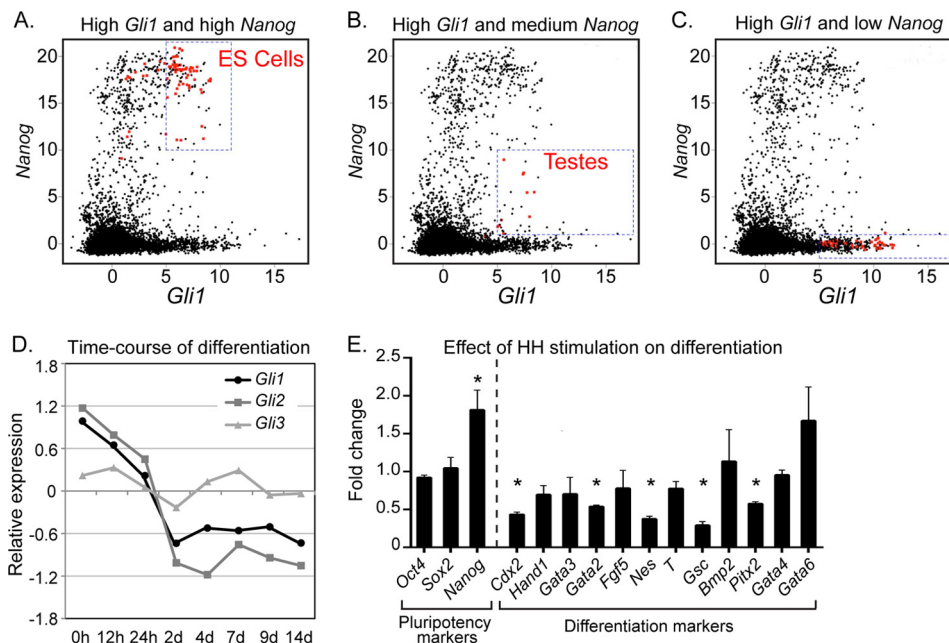 A. High Gli1 and high Nanog
ES Cells
Nanog
20
15
10
5
0
0 5 10 15
Gli1
B. High Gli1 and medium Nanog
Testes
Nanog
20
15
10
5
0
0 5 10 15
Gli1
C. High Gli1 and low Nanog
Nanog
20
15
10
5
0
0 5 10 15
Gli1
D. Time-course of differentiation
Relative expression
1.8
1.2
0.6
0
-0.6
-1.2
-1.8
Gli1
Gli2
Gli3
0h 12h 24h 2d 4d 7d 9d 14d
E. Effect of HH stimulation on differentiation
Fold change
2.5
2.0
1.5
1.0
0.5
0
* * * * * *
Oct4 Sox2 Nanog Cdx2 Hand1 Gata3 Gata2 Fgf5 Nes T Gsc Bmp2 Pitx2 Gata4 Gata6
Pluripotency
markers
Differentiation markers